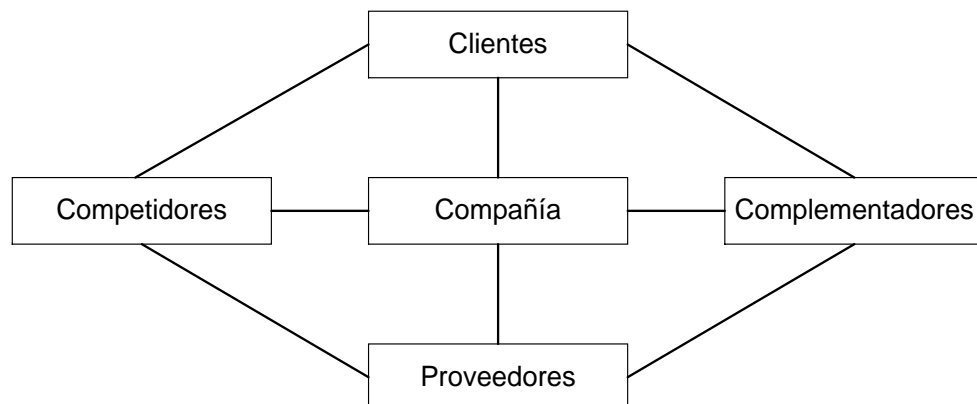 Clientes
Competidores
Compañía
Complementadores
Proveedores